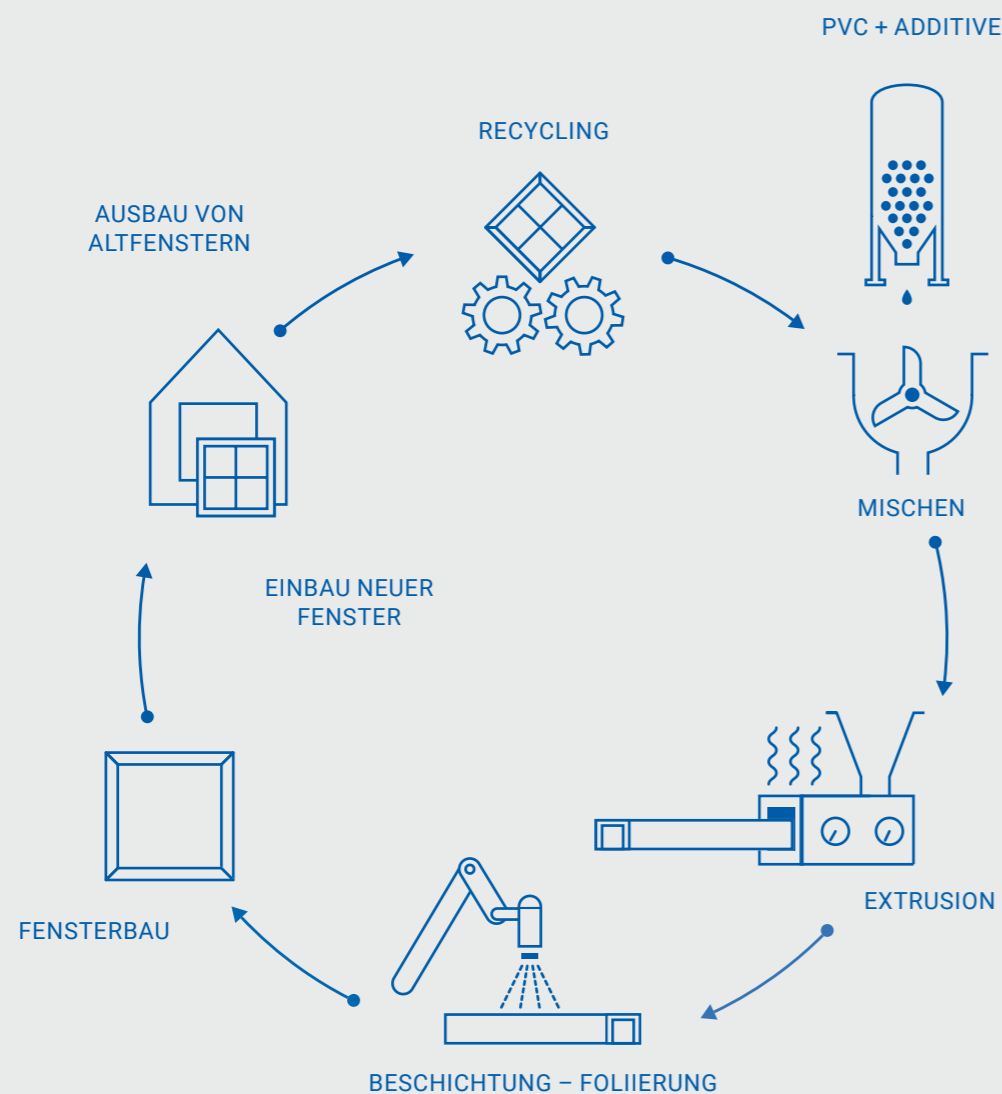 PVC + ADDITIVE
RECYCLING
AUSBAU VON
ALTFENSTERN
MISCHEN
EINBAU NEUER
FENSTER
EXTRUSION
FENSTERBAU
BESCHICHTUNG – FOLIIERUNG